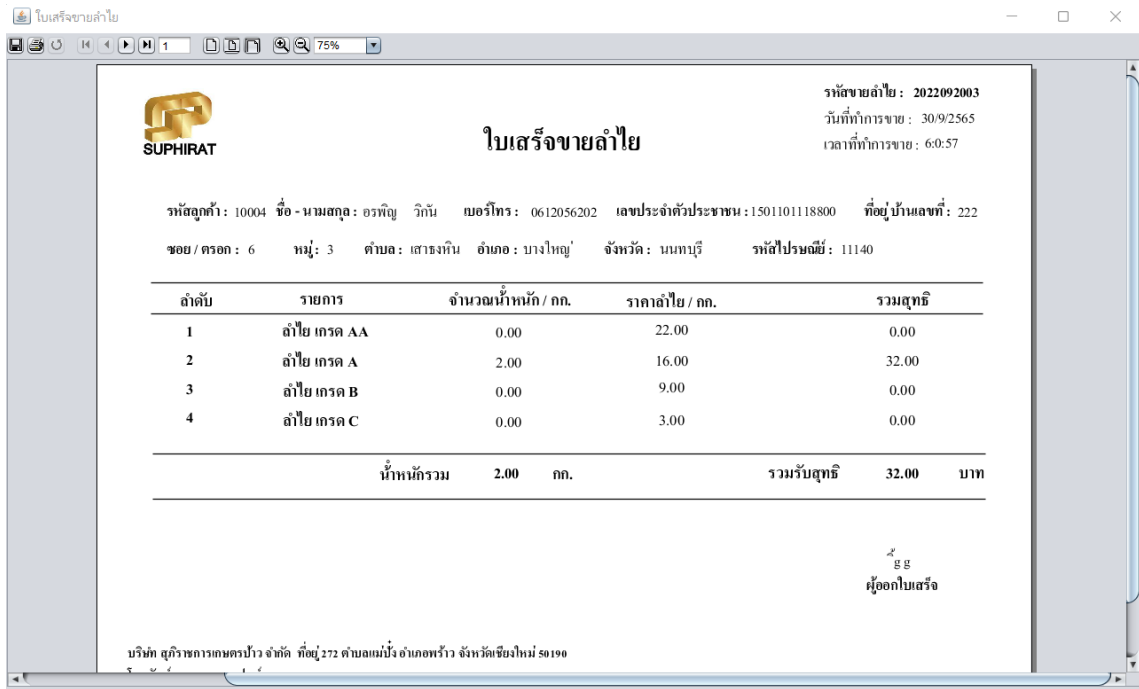 ใบเสร็จขายลำไย
1
75%
SUPHIRAT
ใบเสร็จขายลำไย
รหัสขายลำไย : 2022092003
วันที่ทำการขาย : 30/9/2565
เวลาที่ทำการขาย : 6:0:57
รหัสลูกค้า : 10004 ชื่อ - นามสกุล : อรพิญ วิกัน เบอร์โทร : 0612056202 เลขประจำตัวประชาชน : 1501101118800 ที่อยู่ บ้านเลขที่ : 222
ซอย / ตรอก : 6 หมู่ : 3 ตำบล : เสาธงหิน อำเภอ : บางใหญ่ จังหวัด : นนทบุรี รหัสไปรษณีย์ : 11140
ลำดับ รายการ จำนวณน้ำหนัก / กก. ราคาลำไย / กก. รวมสุทธิ
1 ลำไย เกรด AA 0.00 22.00 0.00
2 ลำไย เกรด A 2.00 16.00 32.00
3 ลำไย เกรด B 0.00 9.00 0.00
4 ลำไย เกรด C 0.00 3.00 0.00
น้ำหนักรวม 2.00 กก. รวมรับสุทธิ 32.00 บาท
g g
ผู้ออกใบเสร็จ
บริษัท สุภิราชการเกษตรป้าว จำกัด ที่อยู่ 272 ตำบลแม่ปั๋ง อำเภอพร้าว จังหวัดเชียงใหม่ 50190